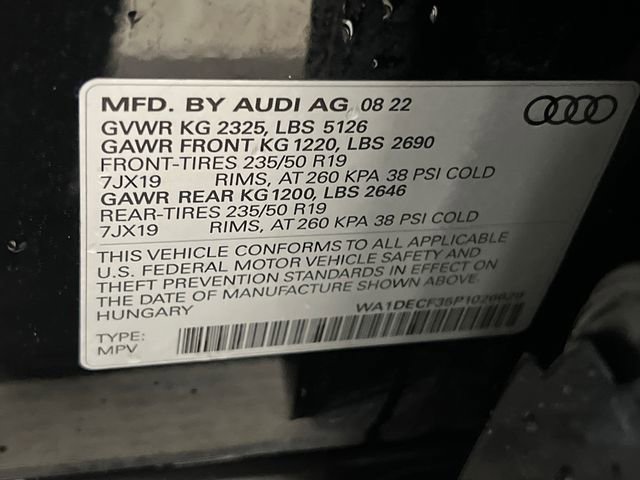 MFD. BY AUDI AG 08 22
GVWR KG 2325, LBS 5126
GAWR FRONT KG 1220, LBS 2690
FRONT-TIRES 235/50 R19
7JX19 RIMS, AT 260 KPA 38 PSI COLD
GAWR REAR KG 1200, LBS 2646
REAR-TIRES 235/50 R19
7JX19 RIMS, AT 260 KPA 38 PSI COLD
THIS VEHICLE CONFORMS TO ALL APPLICABLE
U.S. FEDERAL MOTOR VEHICLE SAFETY AND
THEFT PREVENTION STANDARDS IN EFFECT ON
THE DATE OF MANUFACTURE SHOWN ABOVE.
HUNGARY
TYPE:
MPV